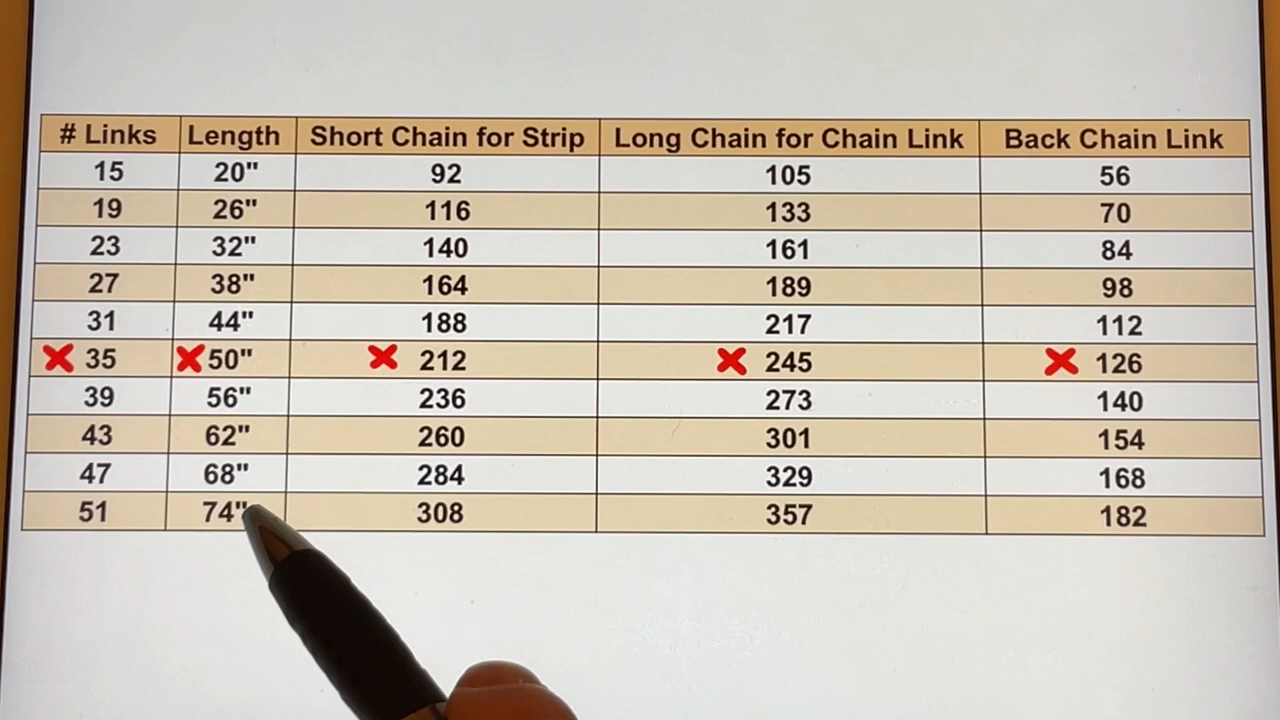 # Links Length Short Chain for Strip Long Chain for Chain Link Back Chain Link
15 20" 92 105 56
19 26" 116 133 70
23 32" 140 161 84
27 38" 164 189 98
31 44" 188 217 112
35 50" 212 245 126
39 56" 236 273 140
43 62" 260 301 154
47 68" 284 329 168
51 74" 308 357 182